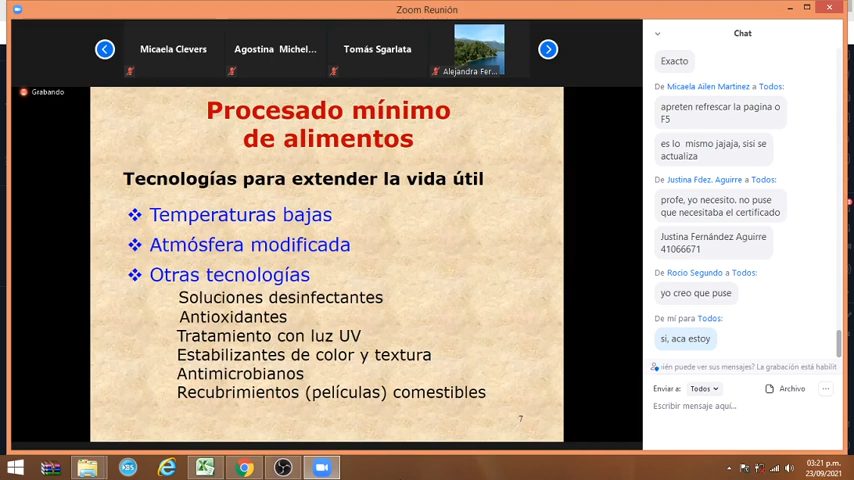 Zoom Reunión
Micaela Clevers
Agostina Michel...
Tomás Sgarlata
Alejandra Fer...
Grabando
Procesado mínimo
de alimentos
Tecnologías para extender la vida útil
Temperaturas bajas
Atmósfera modificada
Otras tecnologías
Soluciones desinfectantes
Antioxidantes
Tratamiento con luz UV
Estabilizantes de color y textura
Antimicrobianos
Recubrimientos (películas) comestibles
7
Chat
Exacto
De Micaela Ailen Martinez a Todos:
apreten refrescar la pagina o
F5
es lo mismo jajaja, sisi se
actualiza
De Justina Fdez. Aguirre a Todos:
profe, yo necesito. no puse
que necesitaba el certificado
Justina Fernández Aguirre
41066671
De Rocio Segundo a Todos:
yo creo que puse
De mí para Todos:
si, aca estoy
ién puede ver sus mensajes? La grabación está habilit
Enviar a: Todos
Archivo
...
Escribir mensaje aquí...
03:21 p.m.
23/09/2021